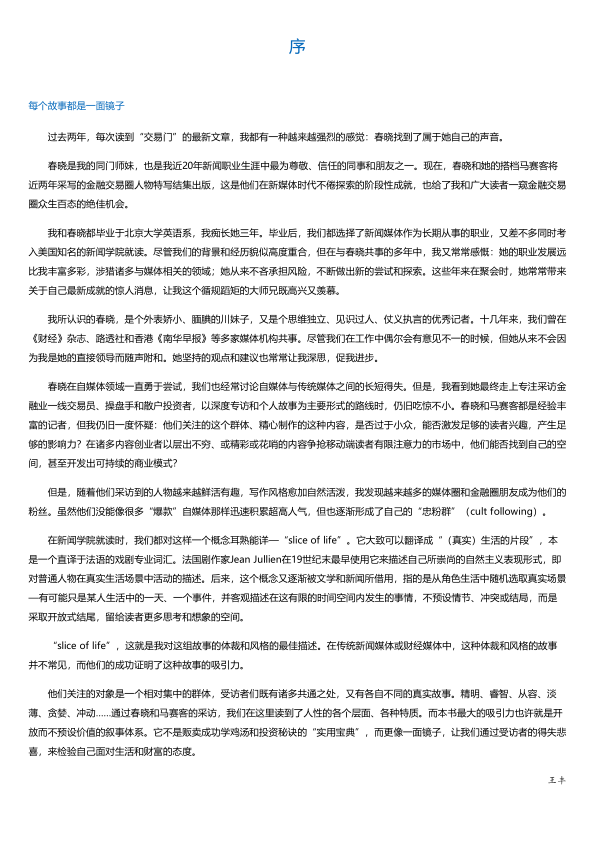 序
每个故事都是一面镜子
过去两年，每次读到“交易门”的最新文章，我都有一种越来越强烈的感觉：春晓找到了属于她自己的声音。
春晓是我的同门师妹，也是我近20年新闻职业生涯中最为尊敬、信任的同事和朋友之一。现在，春晓和她的搭档马赛客将
近两年采写的金融交易圈人物特写结集出版，这是他们在新媒体时代不倦探索的阶段性成就，也给了我和广大读者一窥金融交易
圈众生百态的绝佳机会。
我和春晓都毕业于北京大学英语系，我痴长她三年。毕业后，我们都选择了新闻媒体作为长期从事的职业，又差不多同时考
入美国知名的新闻学院就读。尽管我们的背景和经历貌似高度重合，但在与春晓共事的多年中，我又常常感慨：她的职业发展远
比我丰富多彩，涉猎诸多与媒体相关的领域；她从来不吝承担风险，不断做出新的尝试和探索。这些年来在聚会时，她常常带来
关于自己最新成就的惊人消息，让我这个循规蹈矩的大师兄既高兴又羡慕。
我所认识的春晓，是个外表娇小、腼腆的川妹子，又是个思维独立、见识过人、仗义执言的优秀记者。十几年来，我们曾在
《财经》杂志、路透社和香港《南华早报》等多家媒体机构共事。尽管我们在工作中偶尔会有意见不一的时候，但她从来不会因
为我是她的直接领导而随声附和。她坚持的观点和建议也常常让我深思，促我进步。
春晓在自媒体领域一直勇于尝试，我们也经常讨论自媒体与传统媒体之间的长短得失。但是，我看到她最终走上专注采访金
融业一线交易员、操盘手和散户投资者，以深度专访和个人故事为主要形式的路线时，仍旧吃惊不小。春晓和马赛客都是经验丰
富的记者，但我仍旧一度怀疑：他们关注的这个群体、精心制作的这种内容，是否过于小众，能否激发足够的读者兴趣，产生足
够的影响力？在诸多内容创业者以层出不穷、或精彩或花哨的内容争抢移动端读者有限注意力的市场中，他们能否找到自己的空
间，甚至开发出可持续的商业模式？
但是，随着他们采访到的人物越来越鲜活有趣，写作风格愈加自然活泼，我发现越来越多的媒体圈和金融圈朋友成为他们的
粉丝。虽然他们没能像很多“爆款”自媒体那样迅速积累超高人气，但也逐渐形成了自己的“忠粉群”（cult following）。
在新闻学院就读时，我们都对这样一个概念耳熟能详—“slice of life”。它大致可以翻译成“（真实）生活的片段”，本
是一个直译于法语的戏剧专业词汇。法国剧作家Jean Jullien在19世纪末最早使用它来描述自己所崇尚的自然主义表现形式，即
对普通人物在真实生活场景中活动的描述。后来，这个概念又逐渐被文学和新闻所借用，指的是从角色生活中随机选取真实场景
—有可能只是某人生活中的一天、一个事件，并客观描述在这有限的时间空间内发生的事情，不预设情节、冲突或结局，而是
采取开放式结尾，留给读者更多思考和想象的空间。
“slice of life”，这就是我对这组故事的体裁和风格的最佳描述。在传统新闻媒体或财经媒体中，这种体裁和风格的故事
并不常见，而他们的成功证明了这种故事的吸引力。
他们关注的对象是一个相对集中的群体，受访者们既有诸多共通之处，又有各自不同的真实故事。精明、睿智、从容、淡
薄、贪婪、冲动……通过春晓和马赛客的采访，我们在这里读到了人性的各个层面、各种特质。而本书最大的吸引力也许就是开
放而不预设价值的叙事体系。它不是贩卖成功学鸡汤和投资秘诀的“实用宝典”，而更像一面镜子，让我们通过受访者的得失悲
喜，来检验自己面对生活和财富的态度。
王丰